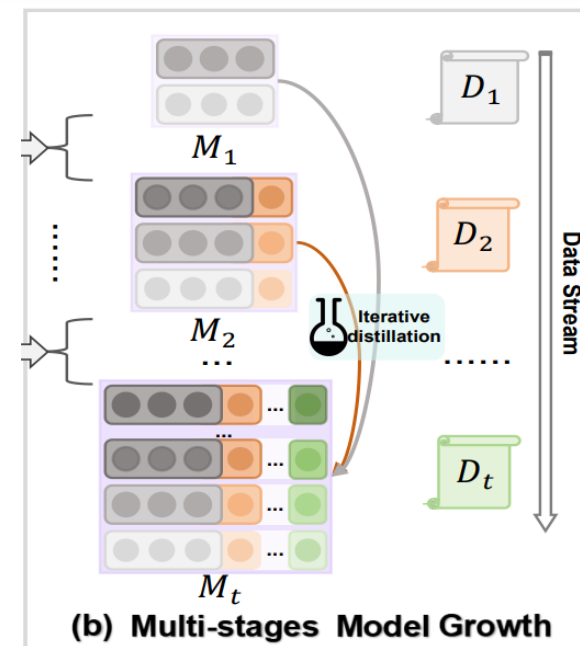 M₁
D₁
......
M₂
D₂
Iterative
distillation
Data Stream
...
......
...
...
...
...
...
Mₜ
Dₜ
(b) Multi-stages Model Growth